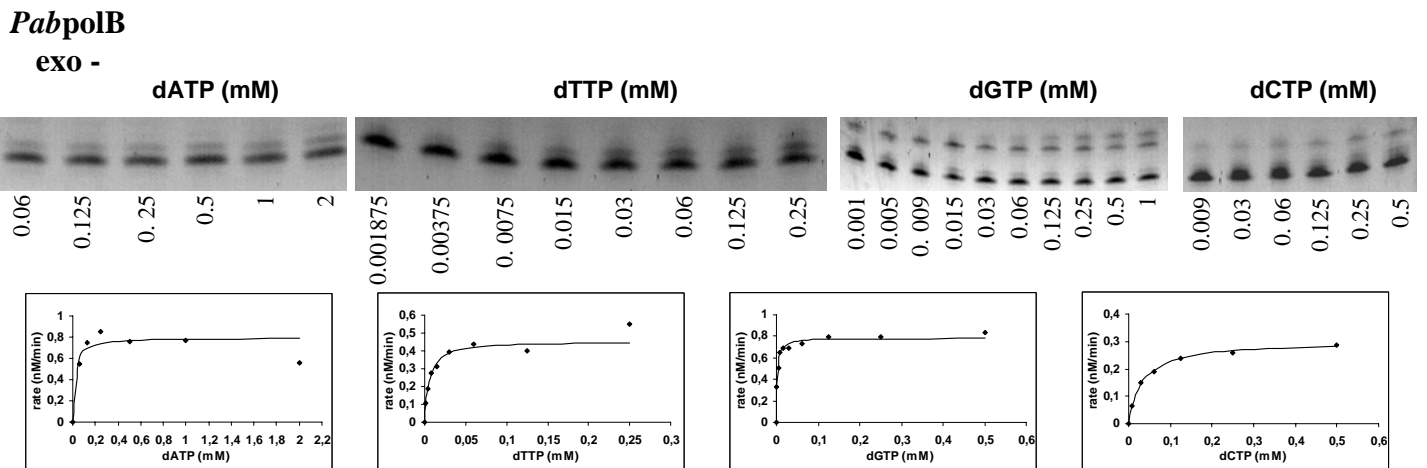 PabpolB
exo -
dATP (mM)
dTTP (mM)
dGTP (mM)
dCTP (mM)
0.06 0.125 0. 25 0.5 1 2
0.001875 0.00375 0. 0075 0.015 0.03 0.06 0.125 0.25
0.001 0.005 0. 009 0.015 0.03 0.06 0.125 0.25 0.5 1
0.009 0.03 0. 06 0.125 0.25 0.5
rate (nM/min)
1
0,8
0,6
0,4
0,2
0
0 0,2 0,4 0,6 0,8 1 1,2 1,4 1,6 1,8 2 2,2
dATP (mM)
rate (nM/min)
0,6
0,5
0,4
0,3
0,2
0,1
0
0 0,05 0,1 0,15 0,2 0,25 0,3
dTTP (mM)
rate (nM/min)
1
0,8
0,6
0,4
0,2
0
0 0,1 0,2 0,3 0,4 0,5 0,6
dGTP (mM)
rate (nM/min)
0,4
0,3
0,2
0,1
0
0 0,1 0,2 0,3 0,4 0,5 0,6
dCTP (mM)